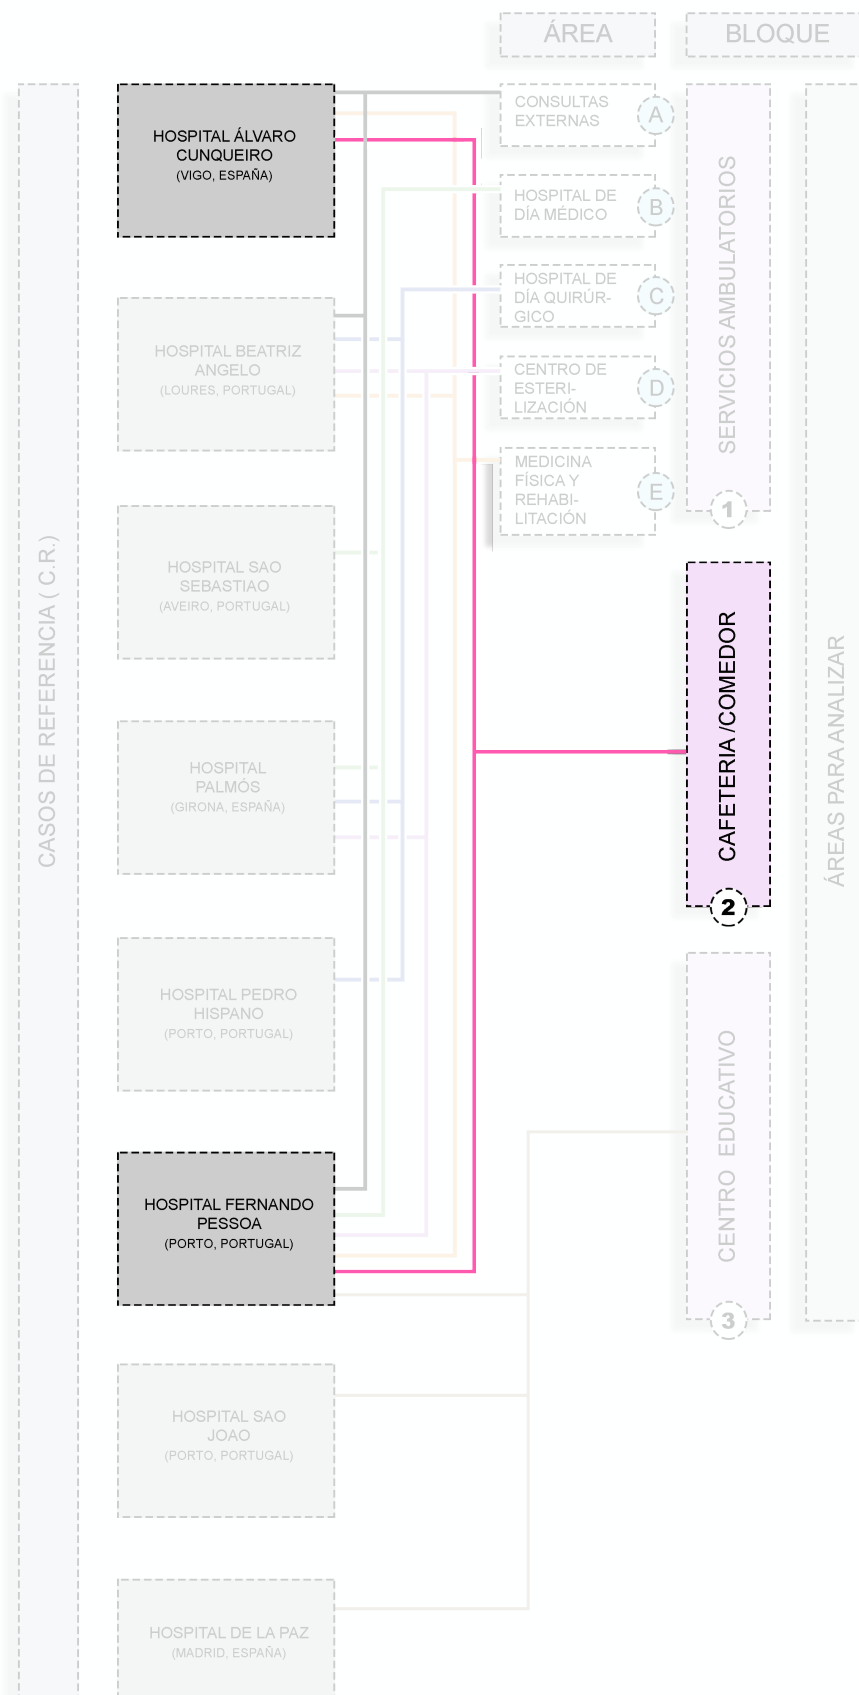 ÁREA
BLOQUE
CASOS DE REFERENCIA ( C.R.)
HOSPITAL ÁLVARO
CUNQUEIRO
(VIGO, ESPAÑA)
HOSPITAL BEATRIZ
ANGELO
(LOURES, PORTUGAL)
HOSPITAL SAO
SEBASTIAO
(AVEIRO, PORTUGAL)
HOSPITAL
PALMÓS
(GIRONA, ESPAÑA)
HOSPITAL PEDRO
HISPANO
(PORTO, PORTUGAL)
HOSPITAL FERNANDO
PESSOA
(PORTO, PORTUGAL)
HOSPITAL SAO
JOAO
(PORTO, PORTUGAL)
HOSPITAL DE LA PAZ
(MADRID, ESPAÑA)
CONSULTAS
EXTERNAS
A
HOSPITAL DE
DÍA MÉDICO
B
HOSPITAL DE
DÍA QUIRÚR-
GICO
C
CENTRO DE
ESTERI-
LIZACIÓN
D
MEDICINA
FÍSICA Y
REHABI-
LITACIÓN
E
SERVICIOS AMBULATORIOS
1
CAFETERIA /COMEDOR
2
CENTRO EDUCATIVO
3
ÁREAS PARA ANALIZAR